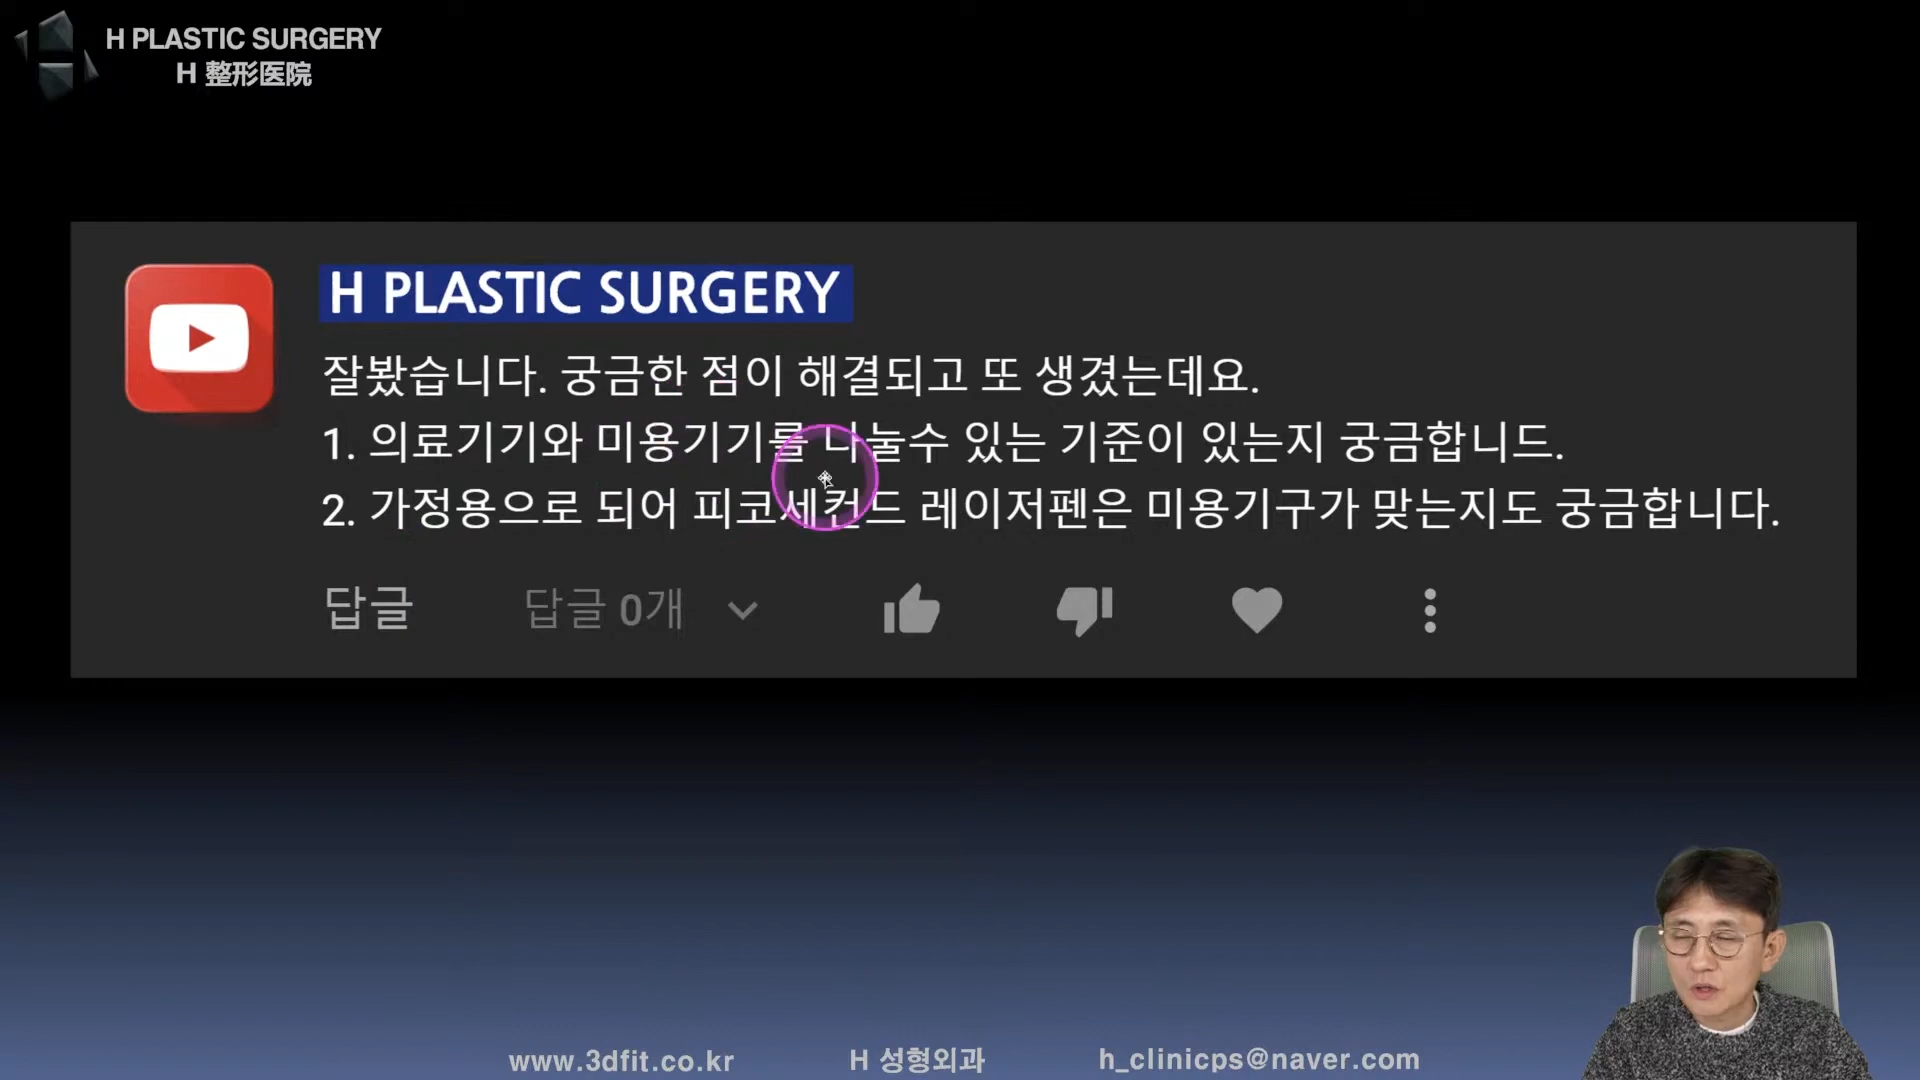 H PLASTIC SURGERY
H 整形医院
H PLASTIC SURGERY
잘봤습니다. 궁금한 점이 해결되고 또 생겼는데요.
1. 의료기기와 미용기기를 나눌수 있는 기준이 있는지 궁금합니드.
2. 가정용으로 되어 피코세컨드 레이저펜은 미용기구가 맞는지도 궁금합니다.
답글 답글 0개
www.3dfit.co.kr H 성형외과 h_clinicps@naver.com